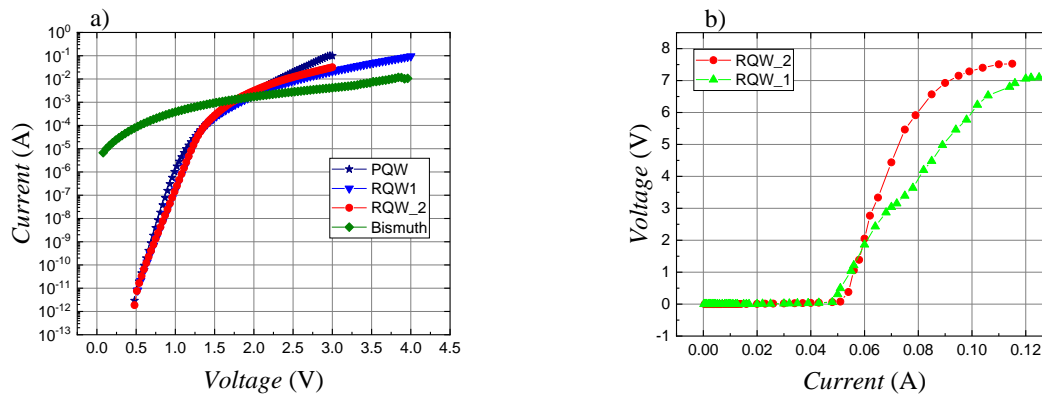 a)
10⁰
10⁻¹
10⁻²
10⁻³
10⁻⁴
10⁻⁵
10⁻⁶
10⁻⁷
10⁻⁸
10⁻⁹
10⁻¹⁰
10⁻¹¹
10⁻¹²
10⁻¹³
Current (A)
PQW
RQW1
RQW_2
Bismuth
0.0 0.5 1.0 1.5 2.0 2.5 3.0 3.5 4.0 4.5
Voltage (V)
b)
8
7
6
5
4
3
2
1
0
-1
Voltage (V)
RQW_2
RQW_1
0.00 0.02 0.04 0.06 0.08 0.10 0.12
Current (A)